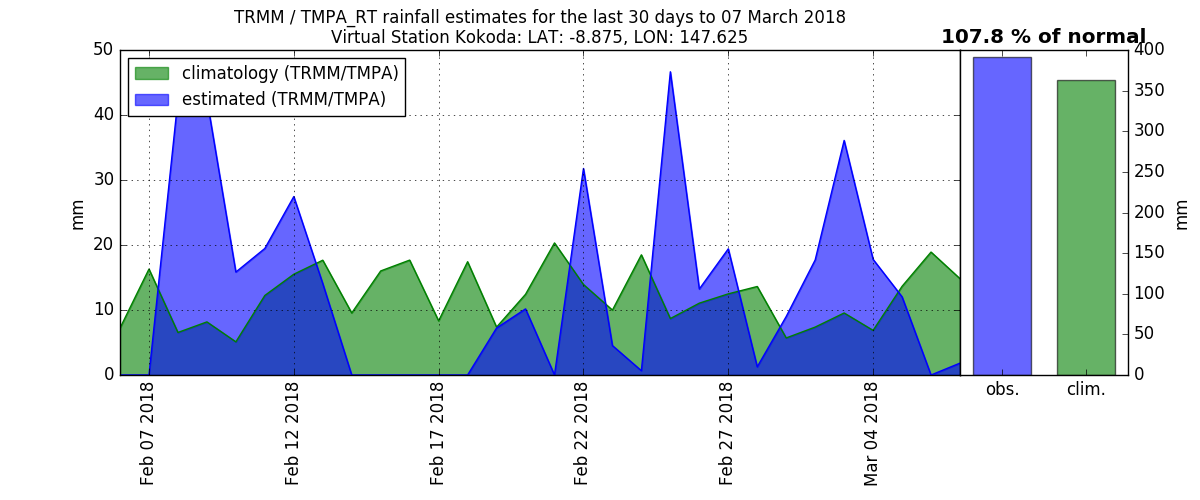 TRMM / TMPA_RT rainfall estimates for the last 30 days to 07 March 2018
Virtual Station Kokoda: LAT: -8.875, LON: 147.625
107.8 % of normal
climatology (TRMM/TMPA)
estimated (TRMM/TMPA)
mm
50
40
30
20
10
0
Feb 07 2018
Feb 12 2018
Feb 17 2018
Feb 22 2018
Feb 27 2018
Mar 04 2018
obs.
clim.
400
350
300
250
200
150
100
50
0
mm